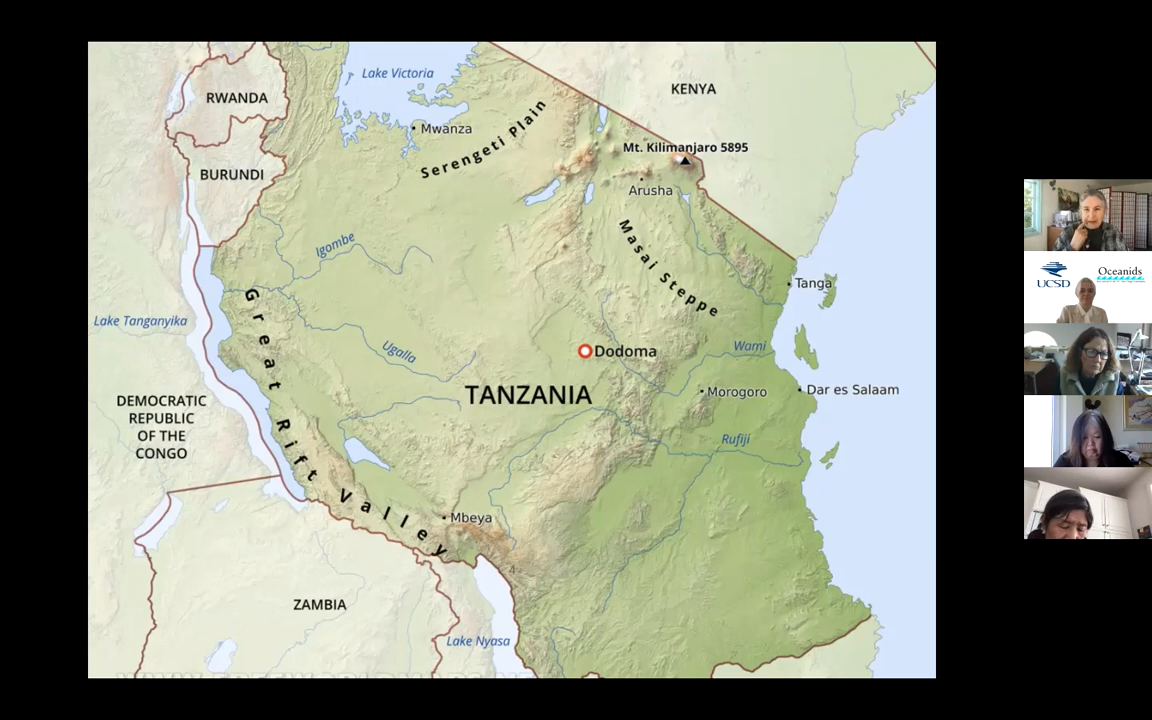 Lake Victoria
RWANDA
KENYA
Mwanza
Serengeti Plain
Mt. Kilimanjaro 5895
BURUNDI
Arusha
Igombe
Masai Steppe
Tanga
Great Rift Valley
Lake Tanganyika
Ugalla
Dodoma
Wami
TANZANIA
Morogoro
Dar es Salaam
DEMOCRATIC
REPUBLIC
OF THE
CONGO
Rufiji
Mbeya
ZAMBIA
Lake Nyasa
UCSD
Oceanids